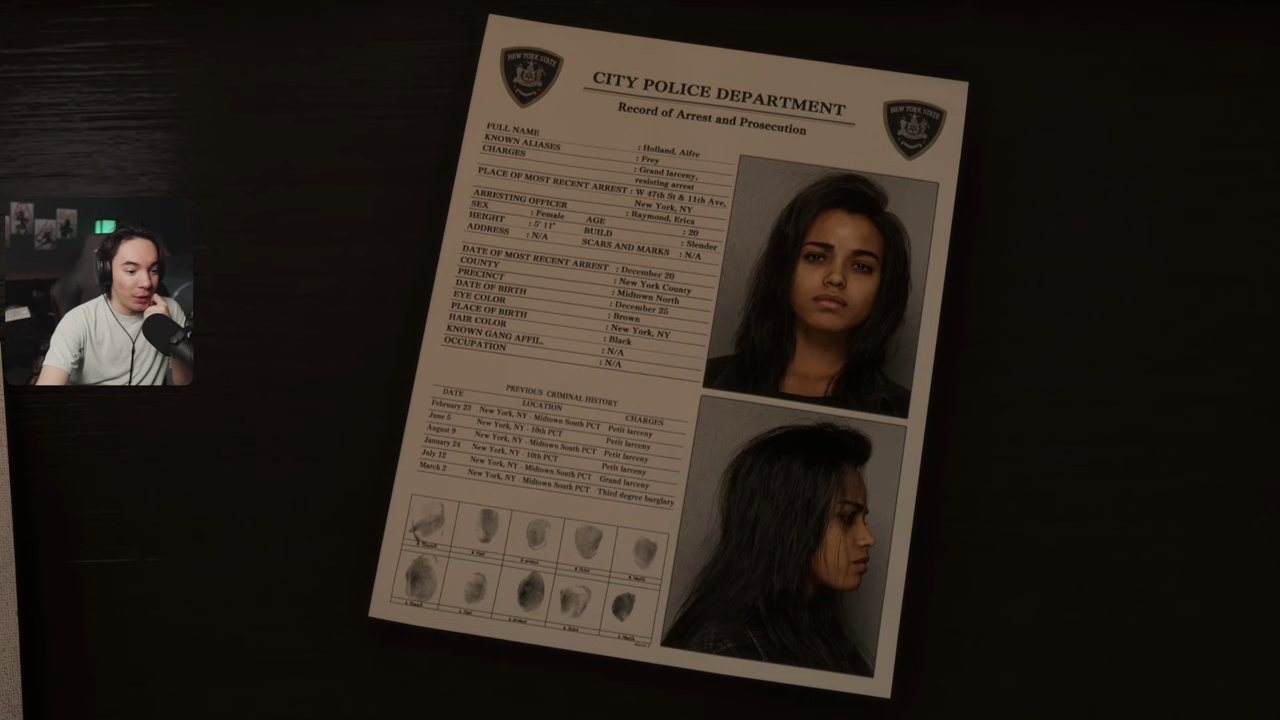 NEW YORK STATE
NEW YORK STATE
CITY POLICE DEPARTMENT
Record of Arrest and Prosecution
FULL NAME : Holland, Alfre
KNOWN ALIASES : Frey
CHARGES : Grand larceny,
resisting arrest
PLACE OF MOST RECENT ARREST : W 47th St & 11th Ave,
New York, NY
ARRESTING OFFICER : Raymond, Erica
SEX : Female AGE : 20
HEIGHT : 5' 11" BUILD : Slender
ADDRESS : N/A SCARS AND MARKS : N/A
DATE OF MOST RECENT ARREST : December 20
COUNTY : New York County
PRECINCT : Midtown North
DATE OF BIRTH : December 25
EYE COLOR : Brown
PLACE OF BIRTH : New York, NY
HAIR COLOR : Black
KNOWN GANG AFFIL. : N/A
OCCUPATION : N/A
PREVIOUS CRIMINAL HISTORY
DATE LOCATION CHARGES
February 23 New York, NY - Midtown South PCT Petit larceny
June 5 New York, NY - 10th PCT Petit larceny
August 9 New York, NY - Midtown South PCT Petit larceny
January 24 New York, NY - 10th PCT Petit larceny
July 12 New York, NY - Midtown South PCT Grand larceny
March 2 New York, NY - Midtown South PCT Third degree burglary